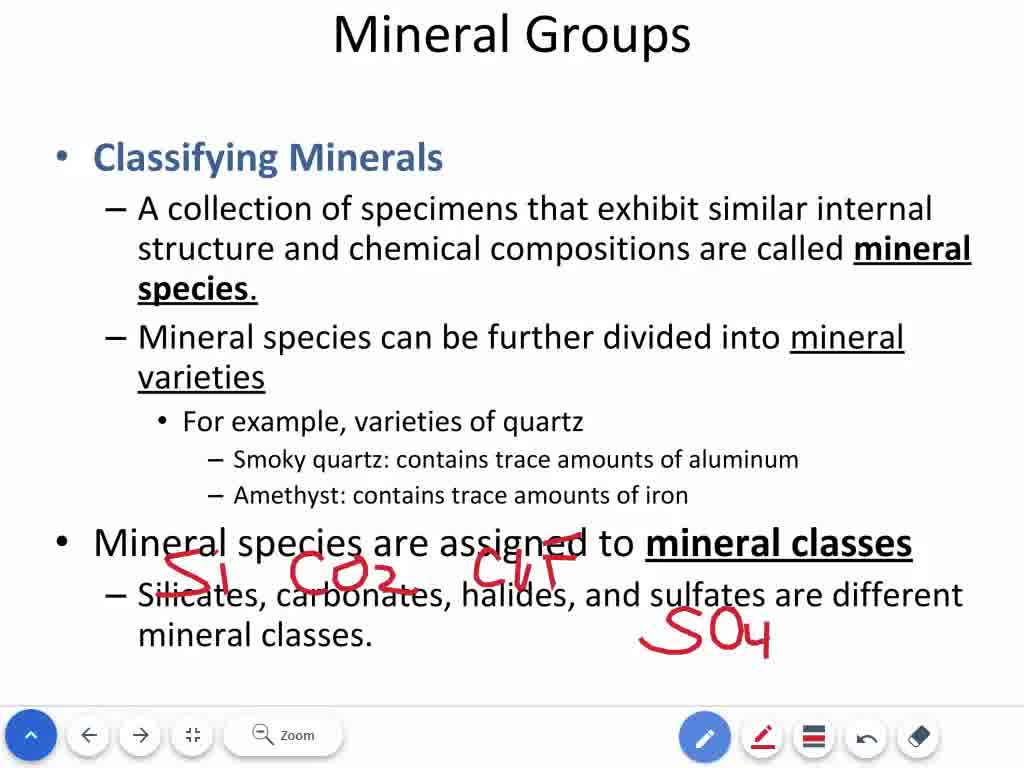 Mineral Groups
• Classifying Minerals
– A collection of specimens that exhibit similar internal
structure and chemical compositions are called mineral
species.
– Mineral species can be further divided into mineral
varieties
• For example, varieties of quartz
– Smoky quartz: contains trace amounts of aluminum
– Amethyst: contains trace amounts of iron
• Mineral species are assigned to mineral classes
Si CO2 F
– Silicates, carbonates, halides, and sulfates are different
SO4
mineral classes.
Zoom